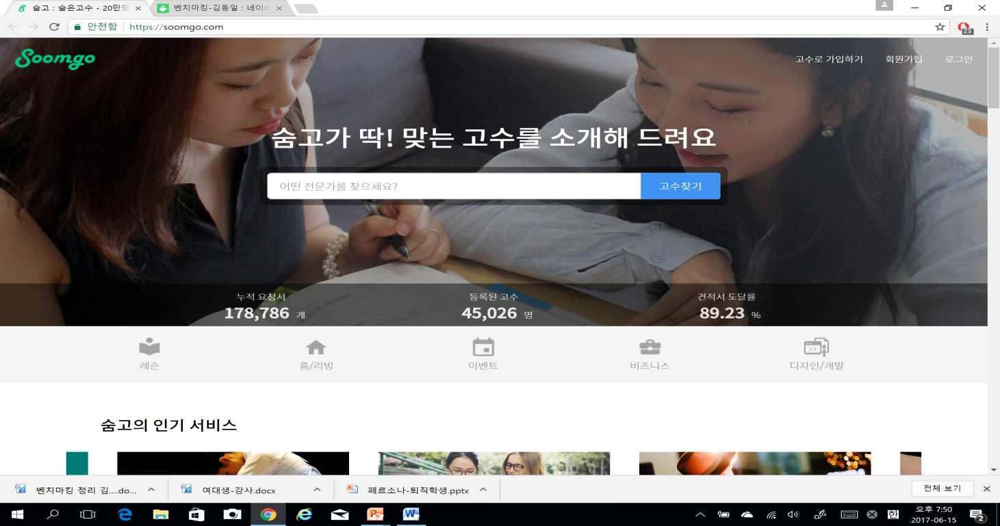 숨고 : 숨은고수 - 20만명
벤치마킹-김동일 : 네이버
안전함 https://soomgo.com
23
Soomgo
고수로 가입하기 회원가입 로그인
숨고가 딱! 맞는 고수를 소개해 드려요
어떤 전문가를 찾으세요? 고수찾기
누적 요청서 등록된 고수 견적서 도달률
178,786 개 45,026 명 89.23 %
레슨 홈/리빙 이벤트 비즈니스 디자인/개발
숨고의 인기 서비스
벤치마킹 정리 김....do... 여대생-강사.docx 페르소나-퇴직학생.pptx 전체 보기
한 오후 7:50
2017-06-15
2